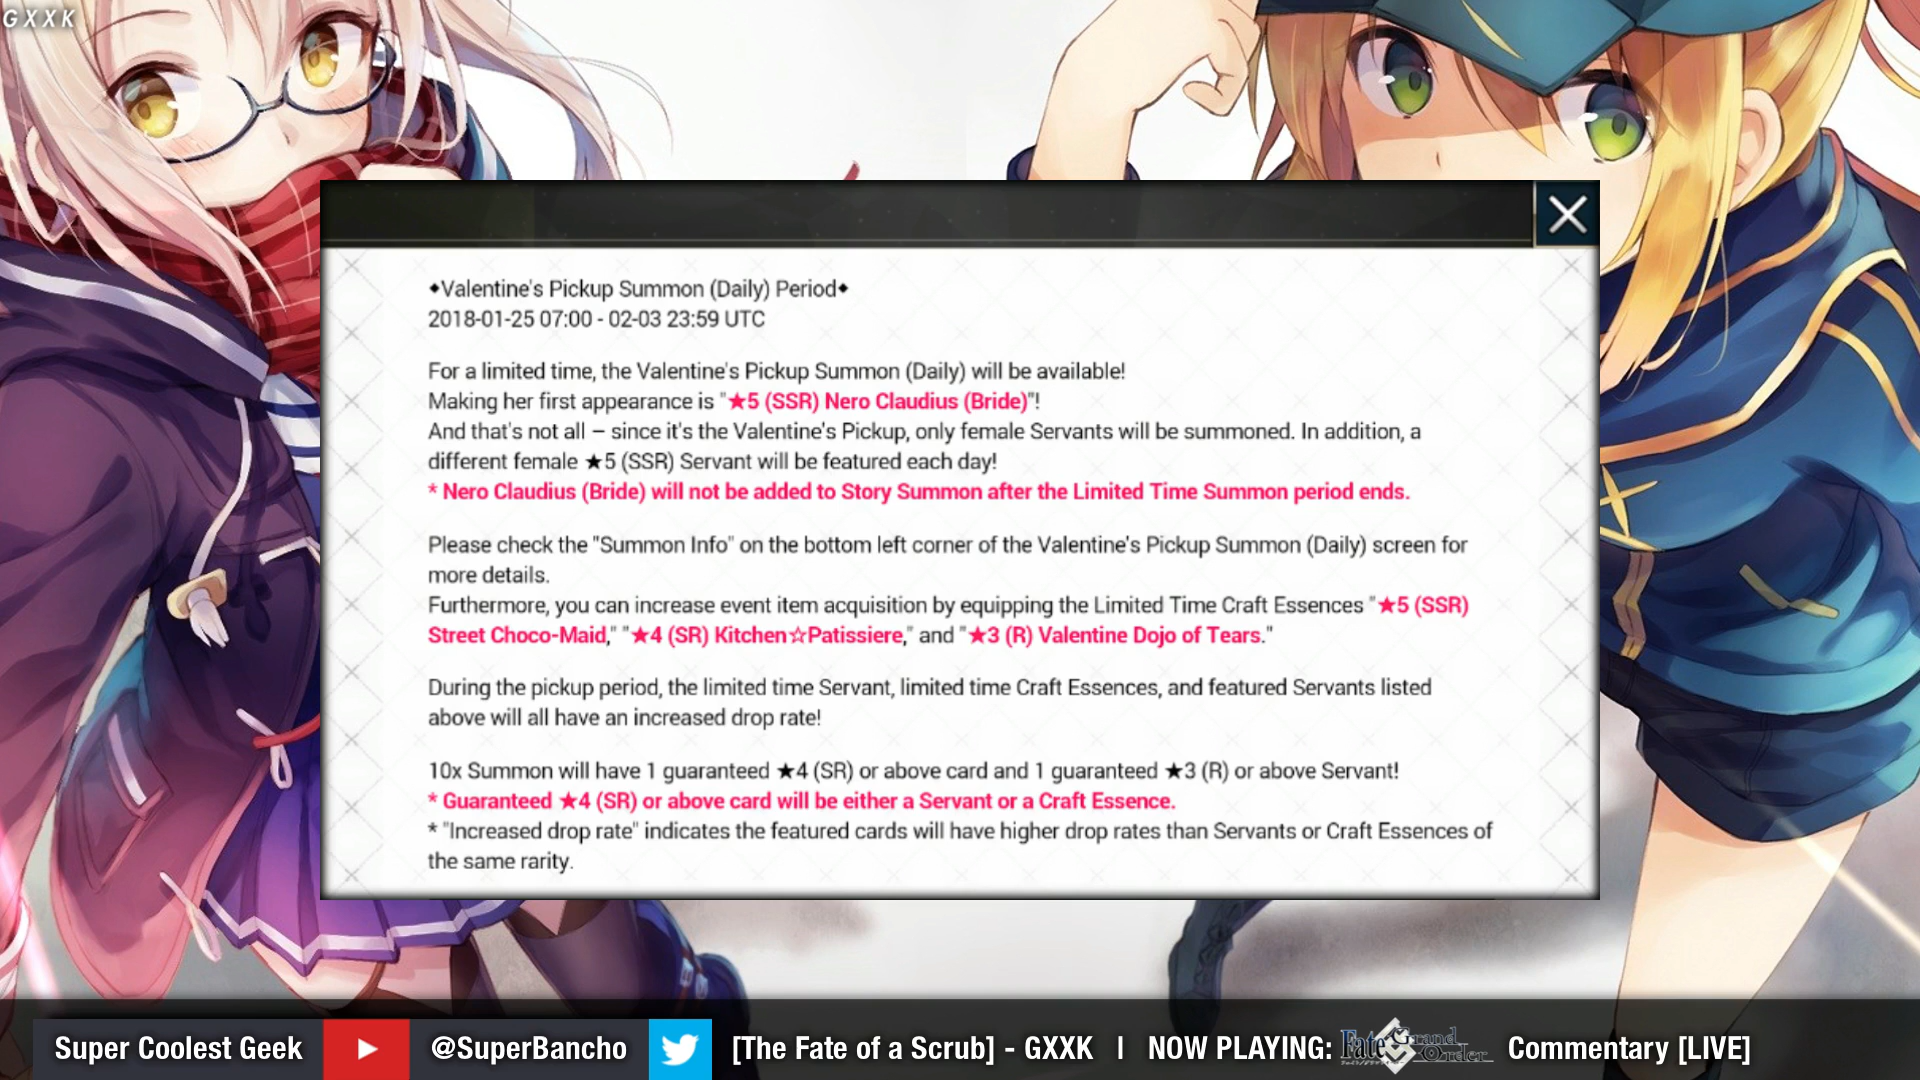 GXXK
◆Valentine's Pickup Summon (Daily) Period◆
2018-01-25 07:00 - 02-03 23:59 UTC
For a limited time, the Valentine's Pickup Summon (Daily) will be available!
Making her first appearance is "★5 (SSR) Nero Claudius (Bride)"!
And that's not all – since it's the Valentine's Pickup, only female Servants will be summoned. In addition, a
different female ★5 (SSR) Servant will be featured each day!
* Nero Claudius (Bride) will not be added to Story Summon after the Limited Time Summon period ends.
Please check the "Summon Info" on the bottom left corner of the Valentine's Pickup Summon (Daily) screen for
more details.
Furthermore, you can increase event item acquisition by equipping the Limited Time Craft Essences "★5 (SSR)
Street Choco-Maid," "★4 (SR) Kitchen☆Patissiere," and "★3 (R) Valentine Dojo of Tears."
During the pickup period, the limited time Servant, limited time Craft Essences, and featured Servants listed
above will all have an increased drop rate!
10x Summon will have 1 guaranteed ★4 (SR) or above card and 1 guaranteed ★3 (R) or above Servant!
* Guaranteed ★4 (SR) or above card will be either a Servant or a Craft Essence.
* "Increased drop rate" indicates the featured cards will have higher drop rates than Servants or Craft Essences of
the same rarity.
Super Coolest Geek @SuperBancho [The Fate of a Scrub] - GXXK | NOW PLAYING: Fate Grand Order Commentary [LIVE]